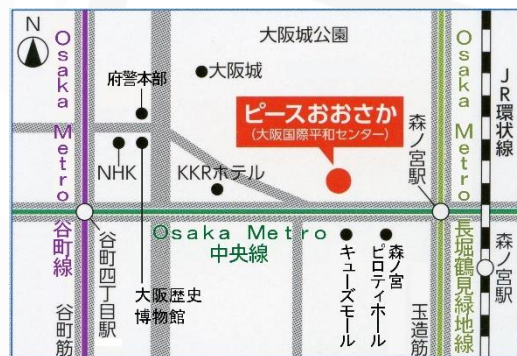 N
大阪城公園
大阪城
府警本部
ピースおおさか
(大阪国際平和センター)
NHK
KKRホテル
Osaka Metro 谷町線
谷町四丁目駅
谷町筋
大阪歴史
博物館
Osaka Metro
中央線
キューズモール
森ノ宮
ピロティホール
森ノ宮駅
Osaka Metro 長堀鶴見緑地線
玉造筋
JR環状線
森ノ宮駅